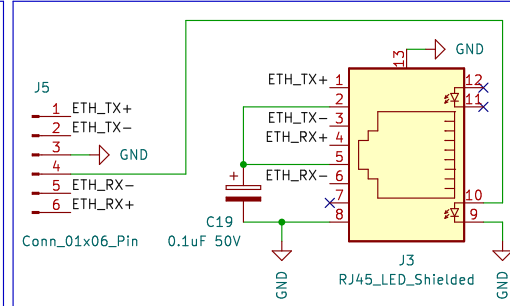 J5
1 ETH_TX+
2 ETH_TX-
3 GND
4
5 ETH_RX-
6 ETH_RX+
Conn_01x06_Pin
13 GND
ETH_TX+ 1
2
ETH_TX- 3
ETH_RX+ 4
5
ETH_RX- 6
7
8
12
11
10
9
+
C19
0.1uF 50V
GND
J3
RJ45_LED_Shielded
GND